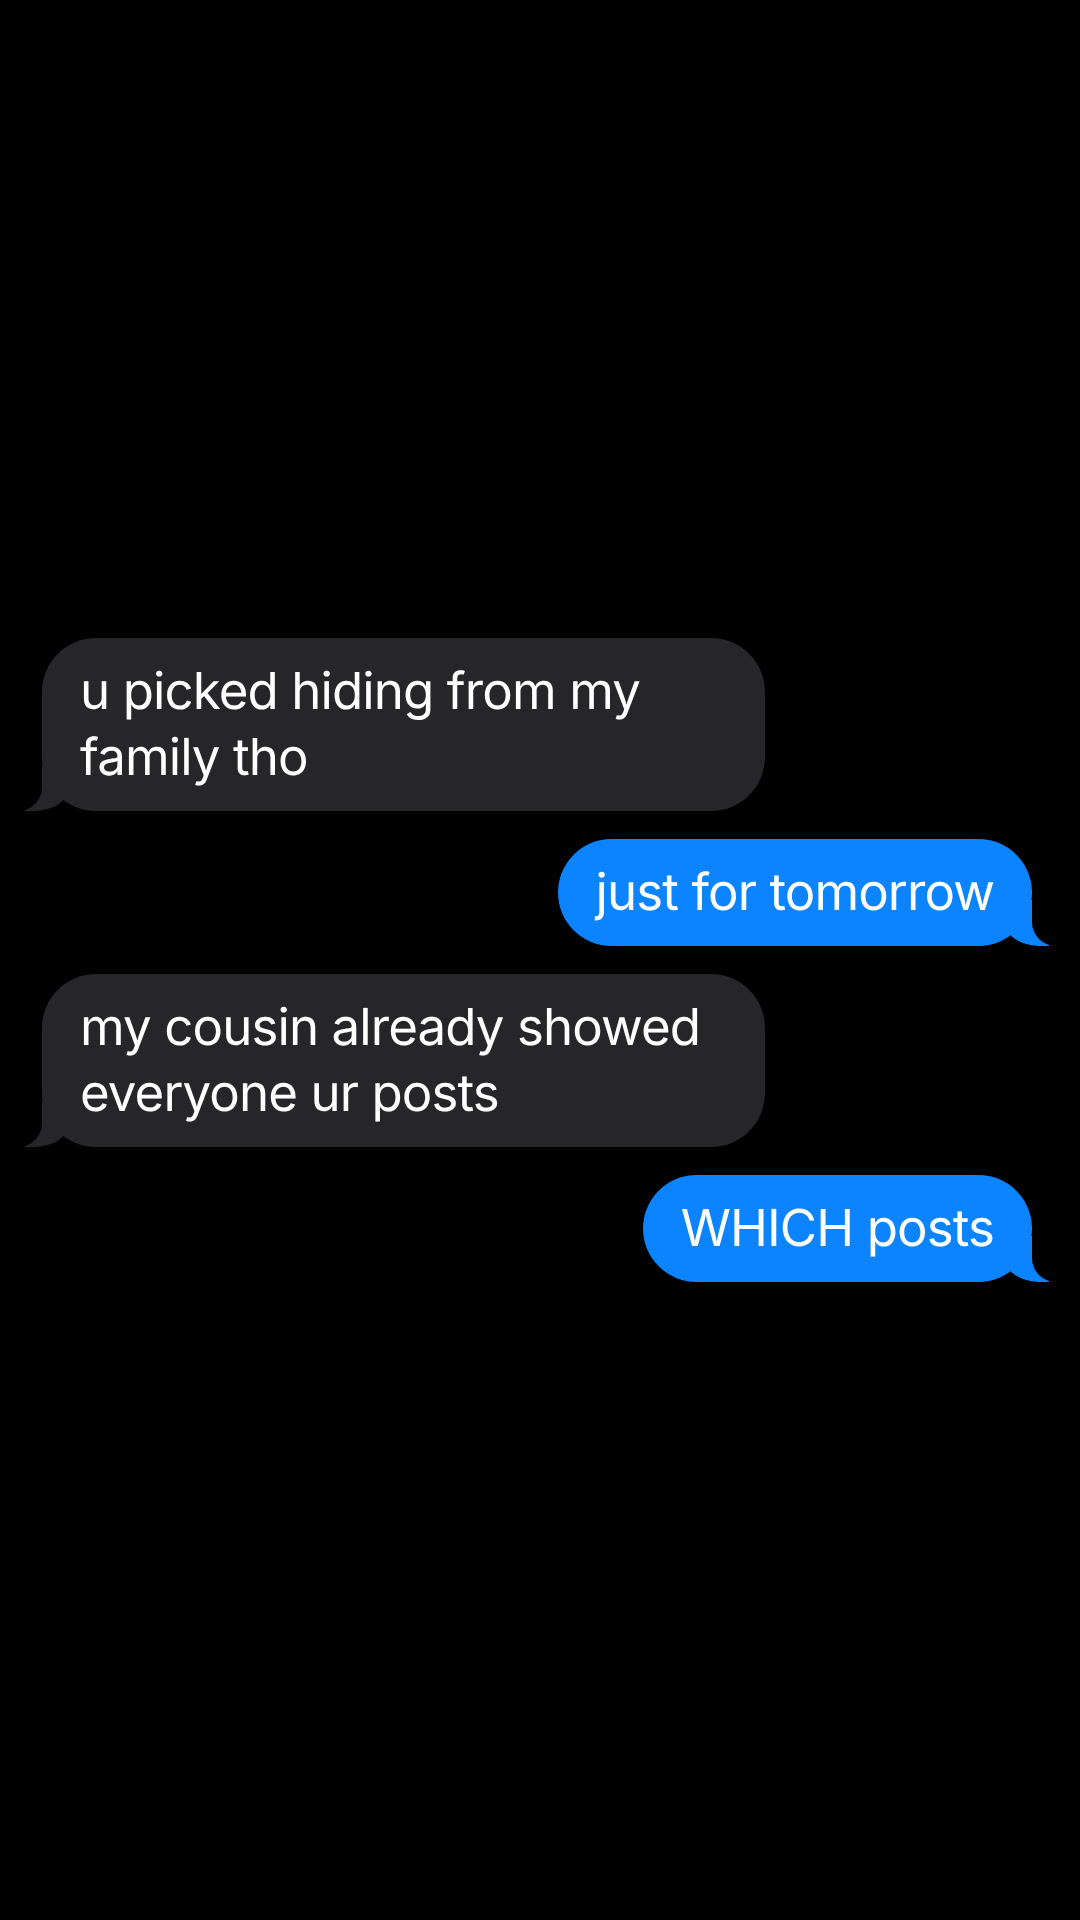 u picked hiding from my
family tho
just for tomorrow
my cousin already showed
everyone ur posts
WHICH posts